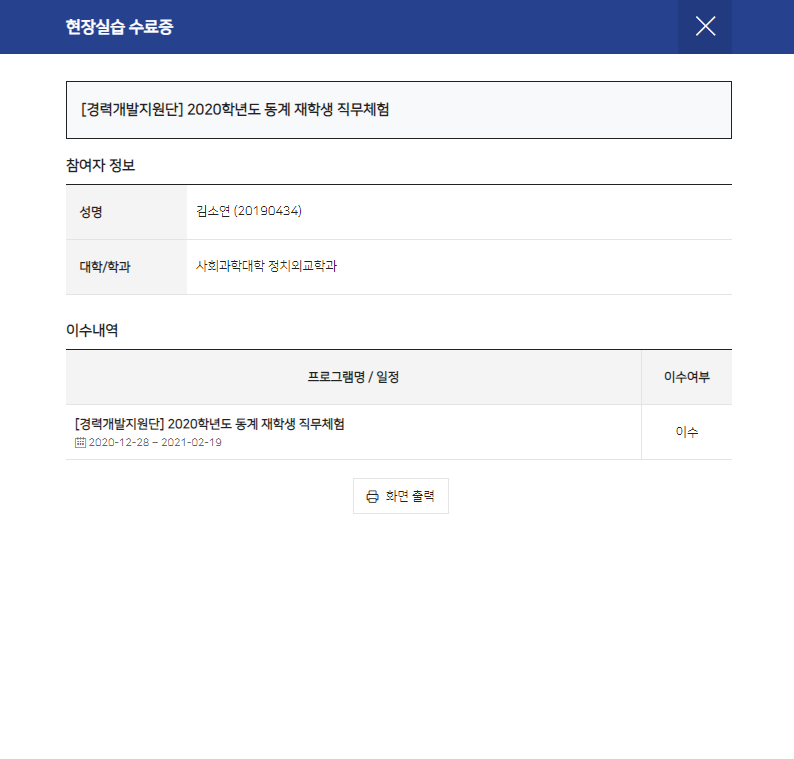 현장실습 수료증
[경력개발지원단] 2020학년도 동계 재학생 직무체험
참여자 정보
성명 김소연 (20190434)
대학/학과 사회과학대학 정치외교학과
이수내역
프로그램명 / 일정 이수여부
[경력개발지원단] 2020학년도 동계 재학생 직무체험
이수
2020-12-28 ~ 2021-02-19
화면 출력